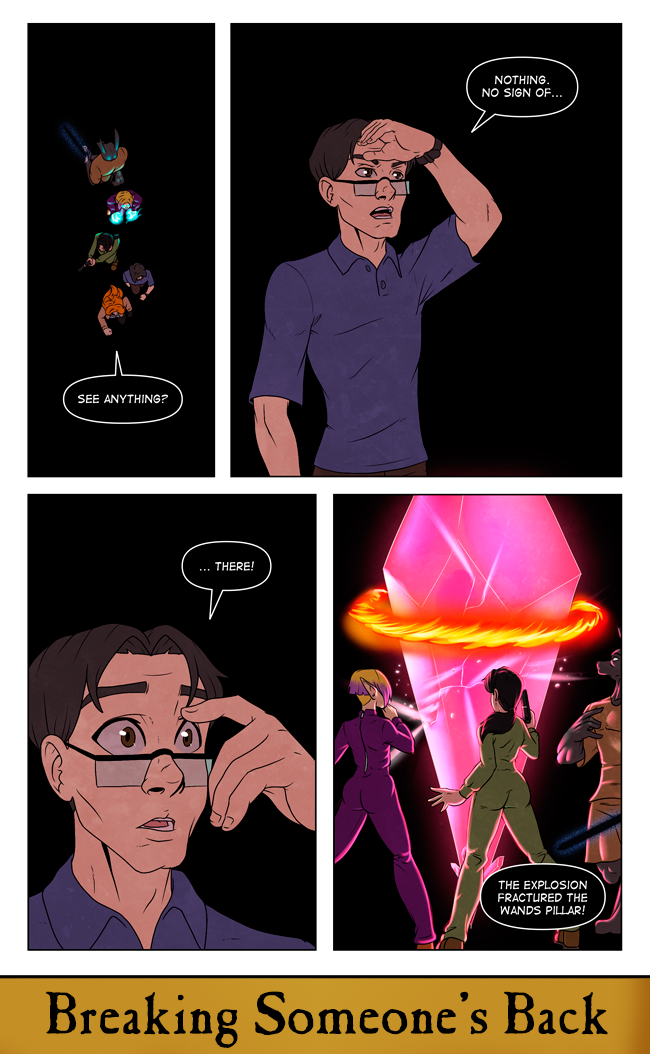 SEE ANYTHING?
NOTHING.
NO SIGN OF...
... THERE!
THE EXPLOSION
FRACTURED THE
WANDS PILLAR!
Breaking Someone's Back